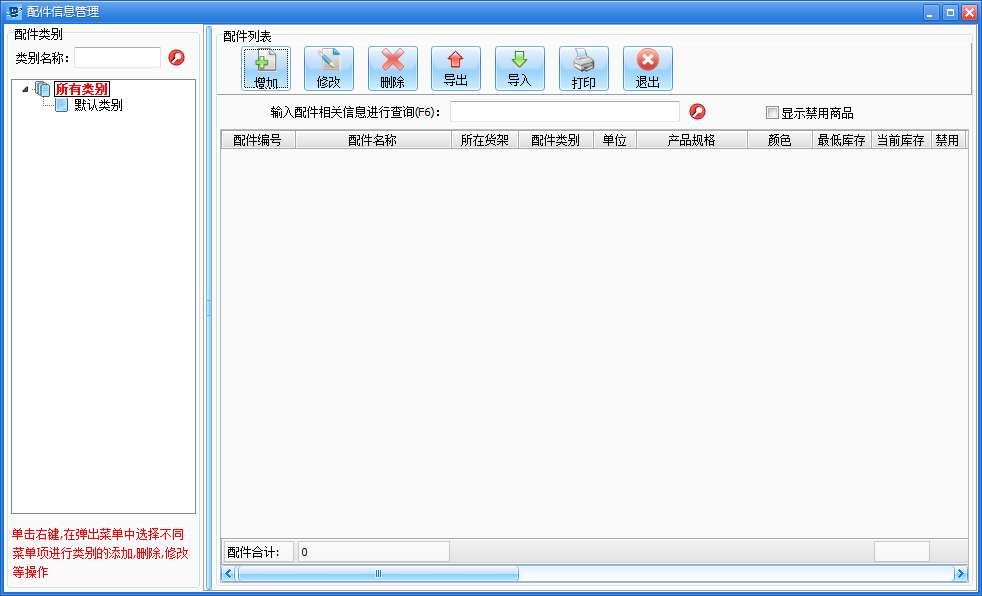 配件信息管理
配件类别
类别名称:
所有类别
默认类别
单击右键,在弹出菜单中选择不同
菜单项进行类别的添加,删除,修改
等操作
配件列表
增加 修改 删除 导出 导入 打印 退出
输入配件相关信息进行查询(F6): 显示禁用商品
配件编号 配件名称 所在货架 配件类别 单位 产品规格 颜色 最低库存 当前库存 禁用
配件合计: 0